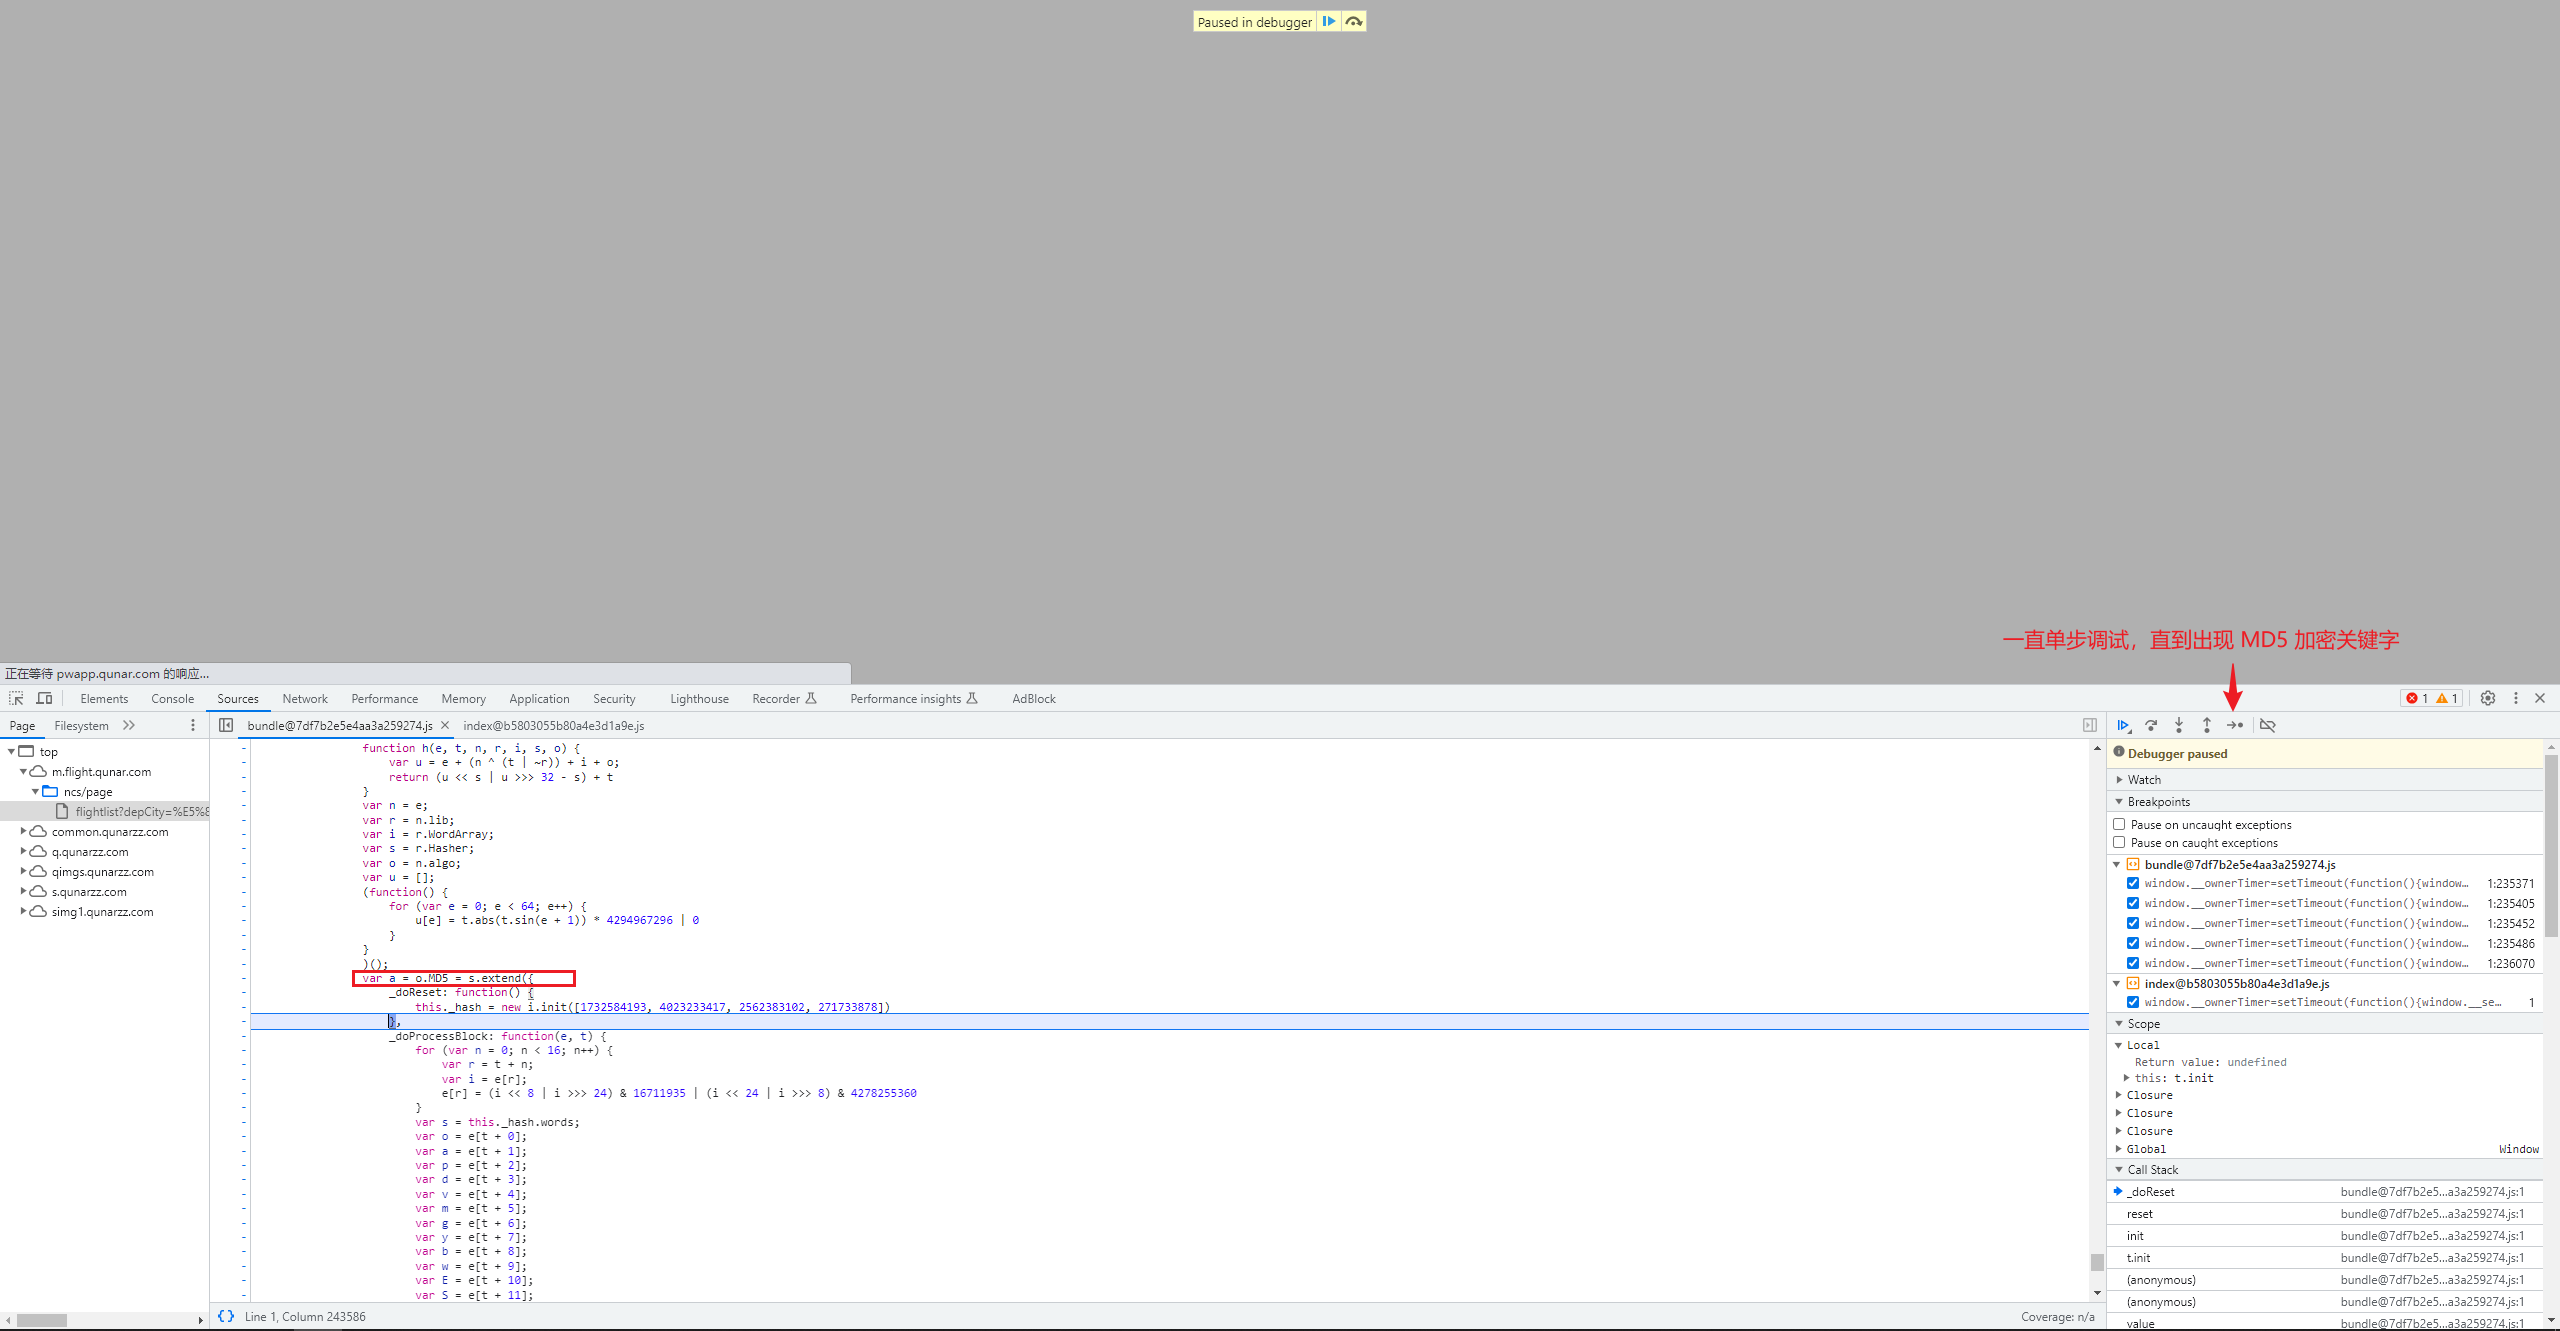 Paused in debugger
一直单步调试，直到出现 MD5 加密关键字
正在等待 pwapp.qunar.com 的响应...
Elements Console Sources Network Performance Memory Application Security Lighthouse Recorder Performance insights AdBlock 1 1
Page Filesystem bundle@7df7b2e5e4aa3a259274.js index@b5803055b80a4e3d1a9e.js
top
m.flight.qunar.com
ncs/page
flightlist?depCity=%E5%8
common.qunarzz.com
q.qunarzz.com
qimgs.qunarzz.com
s.qunarzz.com
simg1.qunarzz.com
function h(e, t, n, r, i, s, o) {
var u = e + (n ^ (t | ~r)) + i + o;
return (u << s | u >>> 32 - s) + t
}
var n = e;
var r = n.lib;
var i = r.WordArray;
var s = r.Hasher;
var o = n.algo;
var u = [];
(function() {
for (var e = 0; e < 64; e++) {
u[e] = t.abs(t.sin(e + 1)) * 4294967296 | 0
}
}
)();
var a = o.MD5 = s.extend({
_doReset: function() {
this._hash = new i.init([1732584193, 4023233417, 2562383102, 271733878])
},
_doProcessBlock: function(e, t) {
for (var n = 0; n < 16; n++) {
var r = t + n;
var i = e[r];
e[r] = (i << 8 | i >>> 24) & 16711935 | (i << 24 | i >>> 8) & 4278255360
}
var s = this._hash.words;
var o = e[t + 0];
var a = e[t + 1];
var p = e[t + 2];
var d = e[t + 3];
var v = e[t + 4];
var m = e[t + 5];
var g = e[t + 6];
var y = e[t + 7];
var b = e[t + 8];
var w = e[t + 9];
var E = e[t + 10];
var S = e[t + 11];
{} Line 1, Column 243586
Coverage: n/a
Debugger paused
Watch
Breakpoints
Pause on uncaught exceptions
Pause on caught exceptions
bundle@7df7b2e5e4aa3a259274.js
window.__ownerTimer=setTimeout(function(){window… 1:235371
window.__ownerTimer=setTimeout(function(){window… 1:235405
window.__ownerTimer=setTimeout(function(){window… 1:235452
window.__ownerTimer=setTimeout(function(){window… 1:235486
window.__ownerTimer=setTimeout(function(){window… 1:236070
index@b5803055b80a4e3d1a9e.js
window.__ownerTimer=setTimeout(function(){window.__se… 1
Scope
Local
Return value: undefined
this: t.init
Closure
Closure
Closure
Global Window
Call Stack
_doReset bundle@7df7b2e5…a3a259274.js:1
reset bundle@7df7b2e5…a3a259274.js:1
init bundle@7df7b2e5…a3a259274.js:1
t.init bundle@7df7b2e5…a3a259274.js:1
(anonymous) bundle@7df7b2e5…a3a259274.js:1
(anonymous) bundle@7df7b2e5…a3a259274.js:1
value bundle@7df7b2e5…a3a259274.js:1